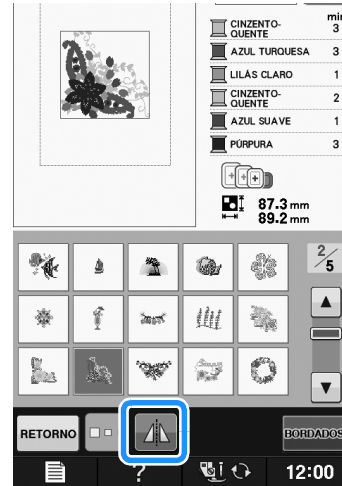 min
CINZENTO-
QUENTE 3
AZUL TURQUESA 3
LILÁS CLARO 1
CINZENTO-
QUENTE 2
AZUL SUAVE 1
PÚRPURA 3
87.3 mm
89.2 mm
2/5
RETORNO
BORDADOS
?
12:00